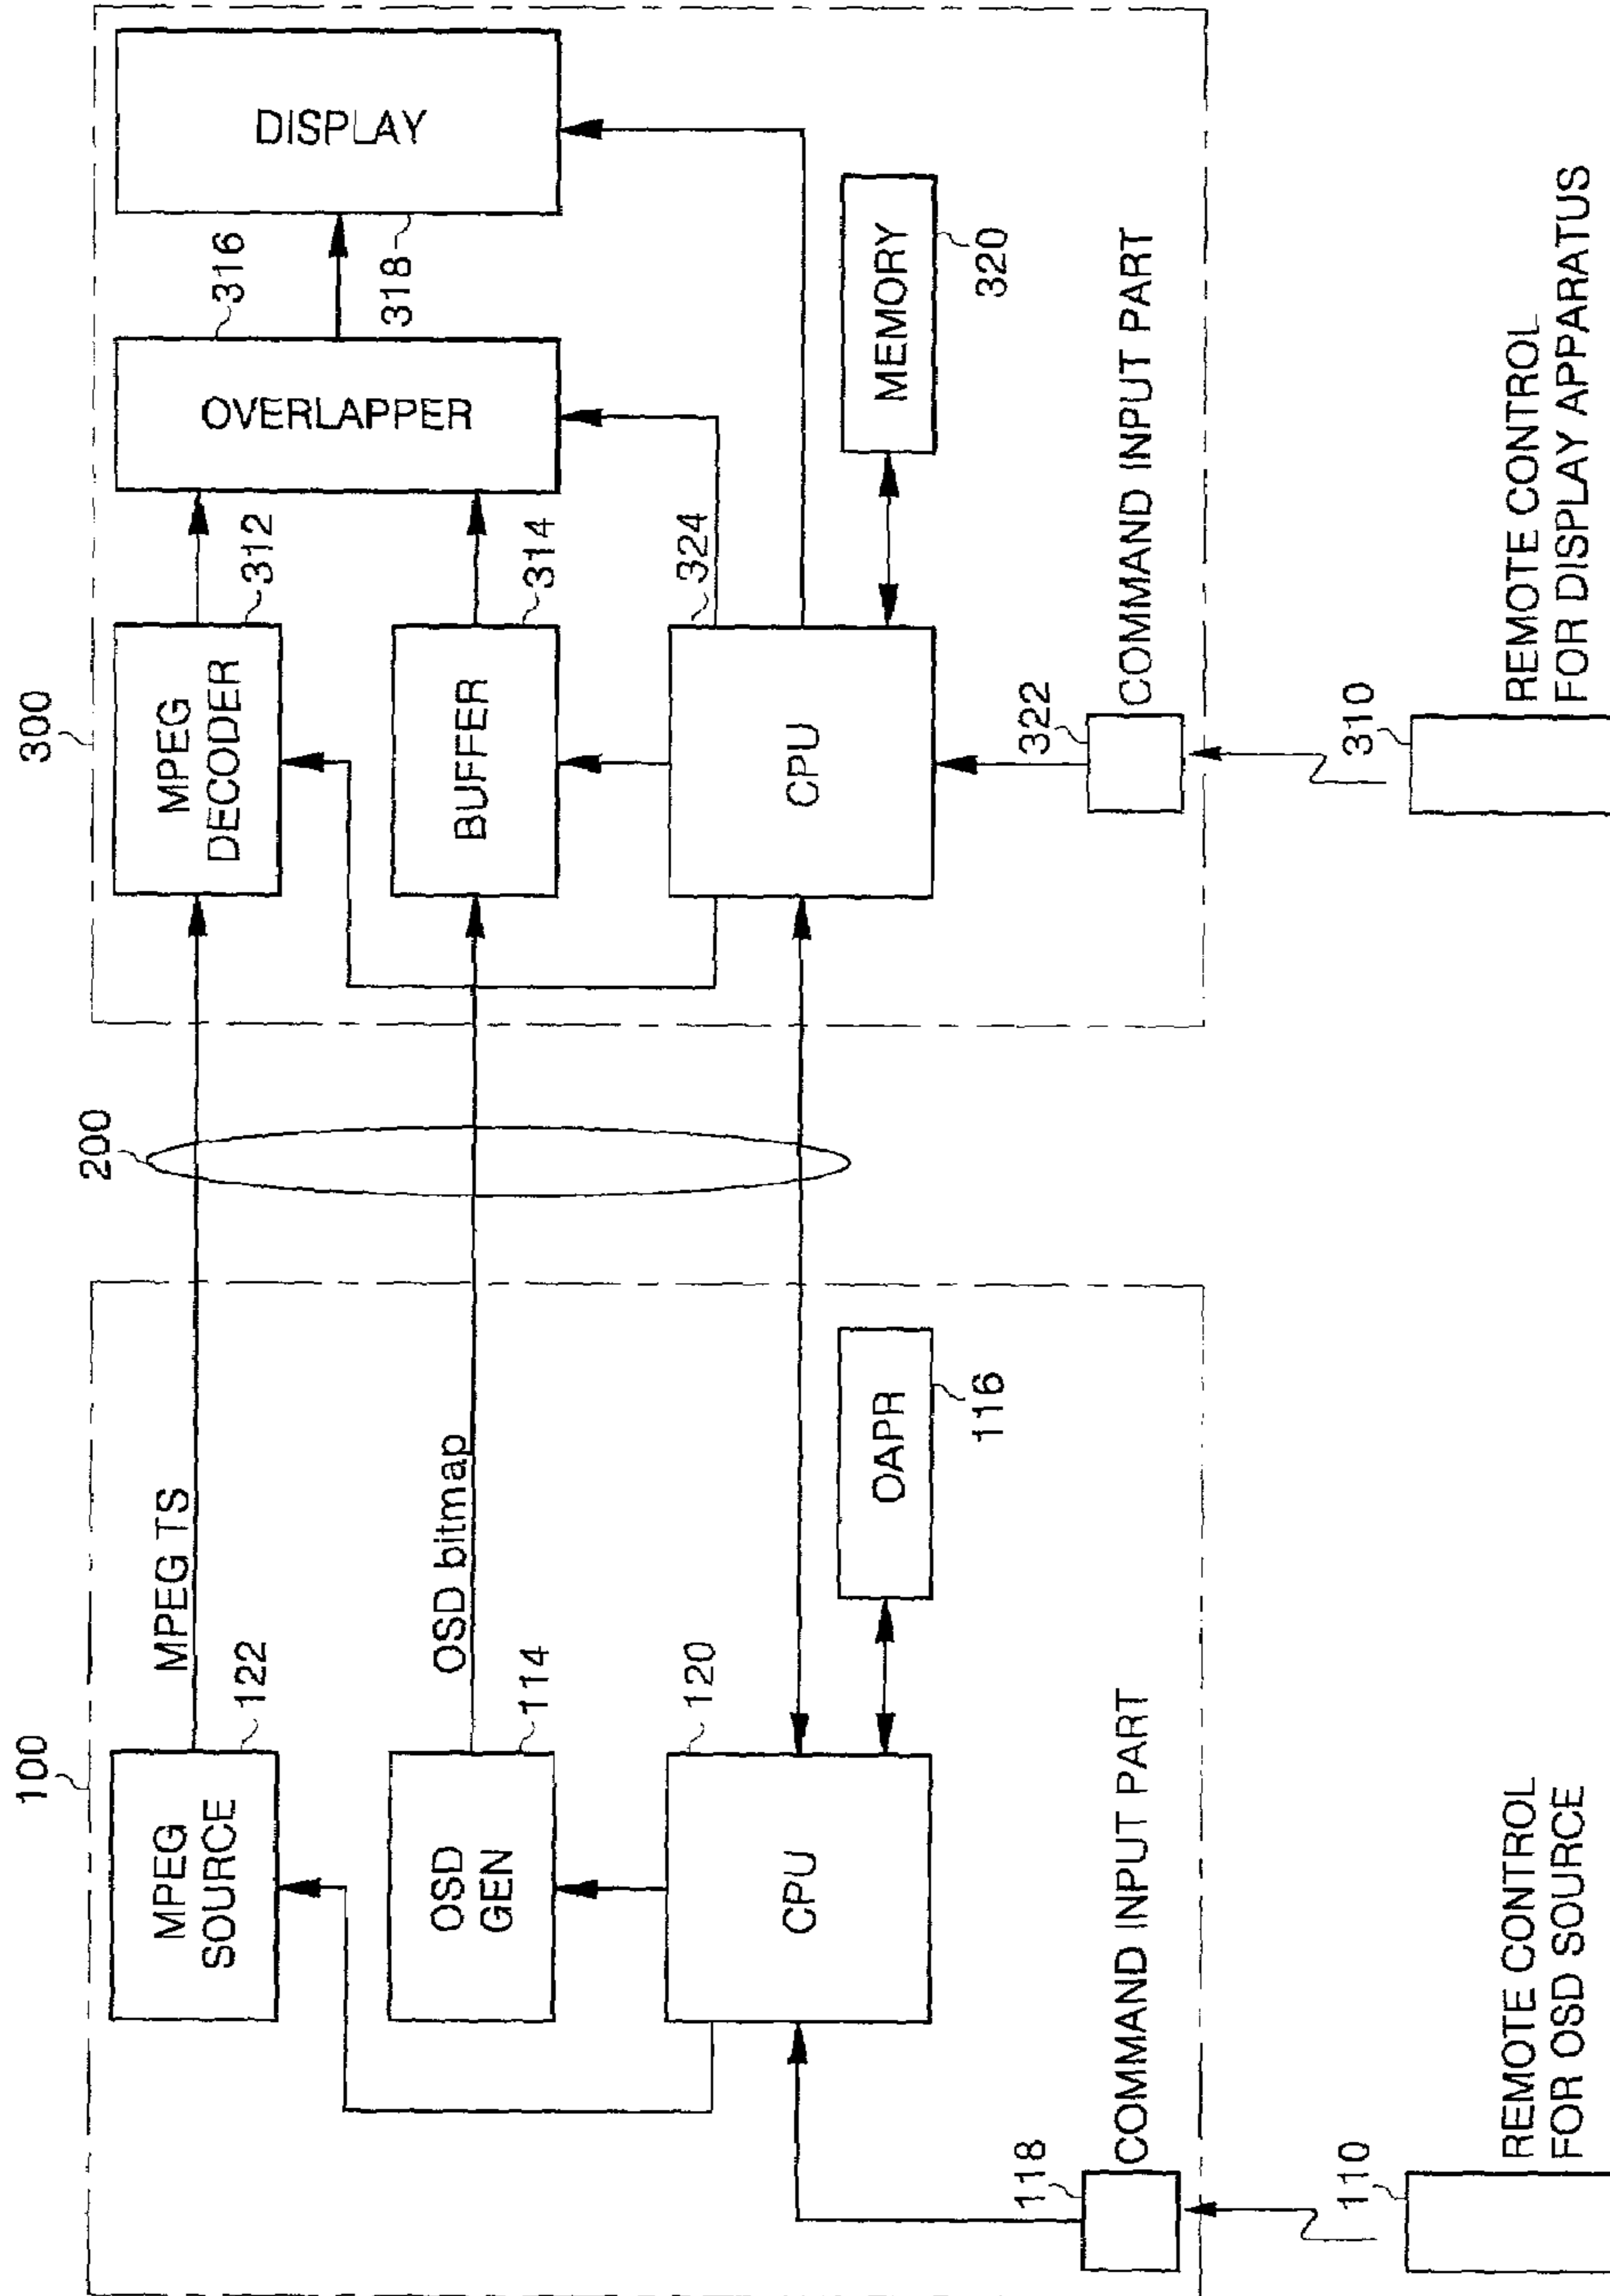 100
MPEG
SOURCE
122
MPEG TS
OSD
GEN
114
OSD bitmap
CPU
120
OAPR
116
118
COMMAND INPUT PART
110
REMOTE CONTROL
FOR OSD SOURCE
200
300
MPEG
DECODER
312
BUFFER
314
CPU
324
OVERLAPPER
316
DISPLAY
318
MEMORY
320
322
COMMAND INPUT PART
310
REMOTE CONTROL
FOR DISPLAY APPARATUS